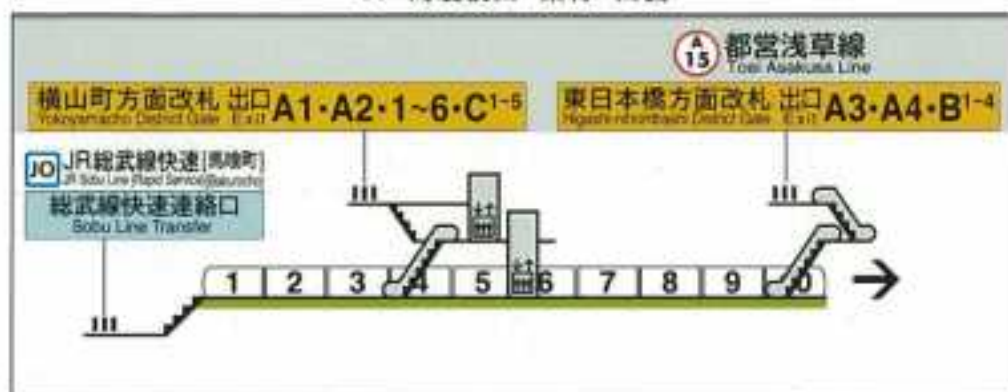 A
15
都営浅草線
Toei Asakusa Line
横山町方面改札 出口 A1・A2・1~6・C1-5
Yokoyamacho District Gate Exit
東日本橋方面改札 出口 A3・A4・B1-4
Higashi-nihombashi District Gate Exit
JO JR総武線快速[馬喰町]
JR Sobu Line [Rapid Service][Bakurocho]
総武線快速連絡口
Sobu Line Transfer
1 2 3 4 5 6 7 8 9 10